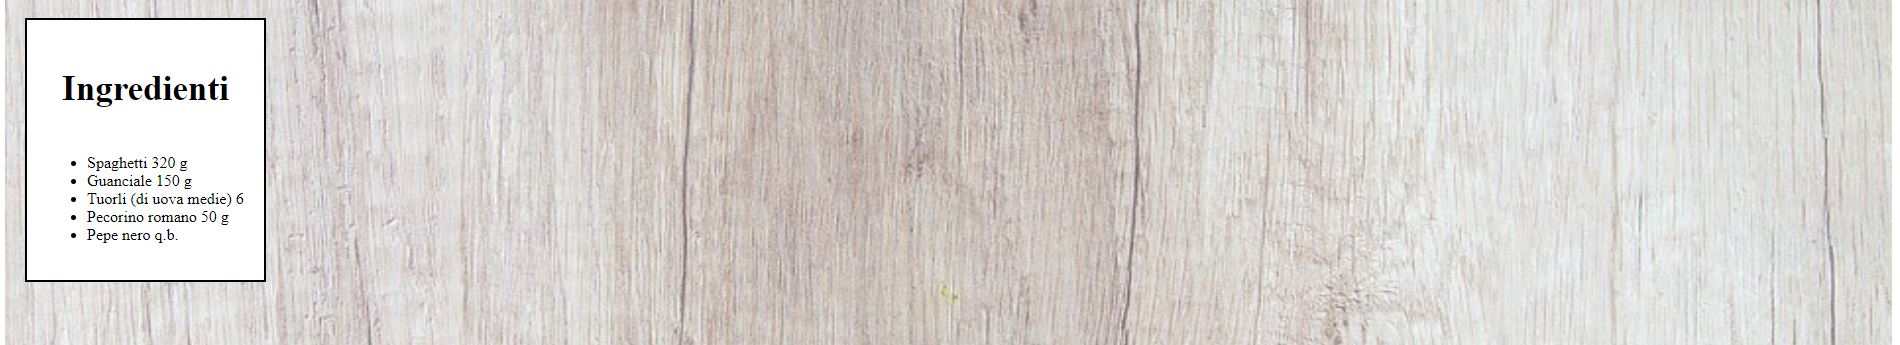 Ingredienti
Spaghetti 320 g
Guanciale 150 g
Tuorli (di uova medie) 6
Pecorino romano 50 g
Pepe nero q.b.